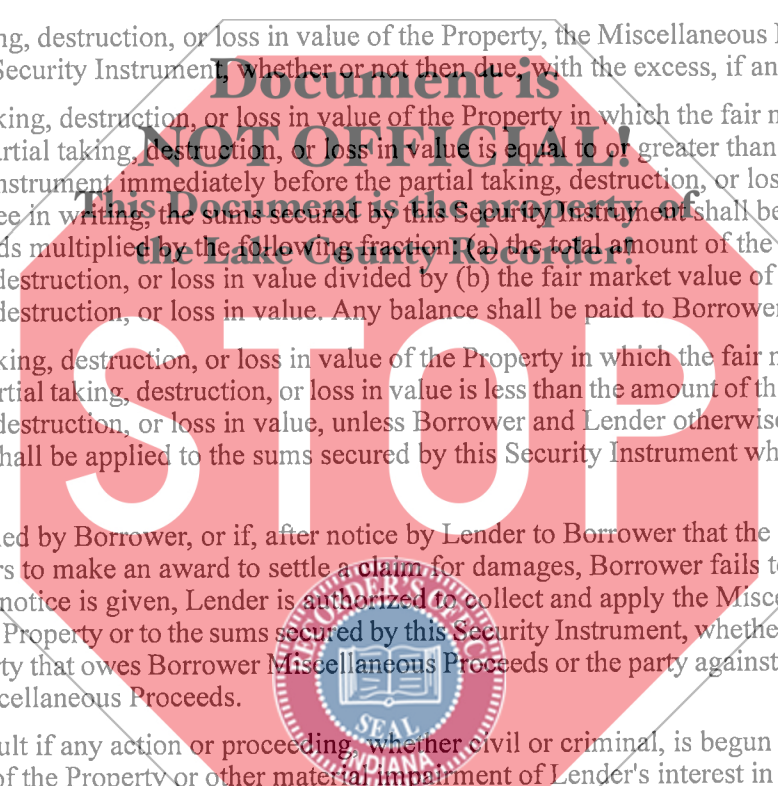 ng, destruction, or loss in value of the Property, the Miscellaneous
Security Instrument, whether or not then due, with the excess, if an
Document is
king, destruction, or loss in value of the Property in which the fair
NOT OFFICIAL!
rtial taking, destruction, or loss in value is equal to or greater than
nstrument immediately before the partial taking, destruction, or los
This Document is the property of
ee in writing, the sums secured by this Security Instrument shall be
the Lake County Recorder!
ds multiplied by the following fraction: (a) the total amount of the
destruction, or loss in value divided by (b) the fair market value of
destruction, or loss in value. Any balance shall be paid to Borrower
STOP
king, destruction, or loss in value of the Property in which the fair
rtial taking, destruction, or loss in value is less than the amount of th
destruction, or loss in value, unless Borrower and Lender otherwise
hall be applied to the sums secured by this Security Instrument wh
ed by Borrower, or if, after notice by Lender to Borrower that the
rs to make an award to settle a claim for damages, Borrower fails t
notice is given, Lender is authorized to collect and apply the Misce
Property or to the sums secured by this Security Instrument, whethe
ty that owes Borrower Miscellaneous Proceeds or the party against
cellaneous Proceeds.
RECORDER'S OFFICE
SEAL
INDIANA
ult if any action or proceeding, whether civil or criminal, is begun
of the Property or other material impairment of Lender's interest in